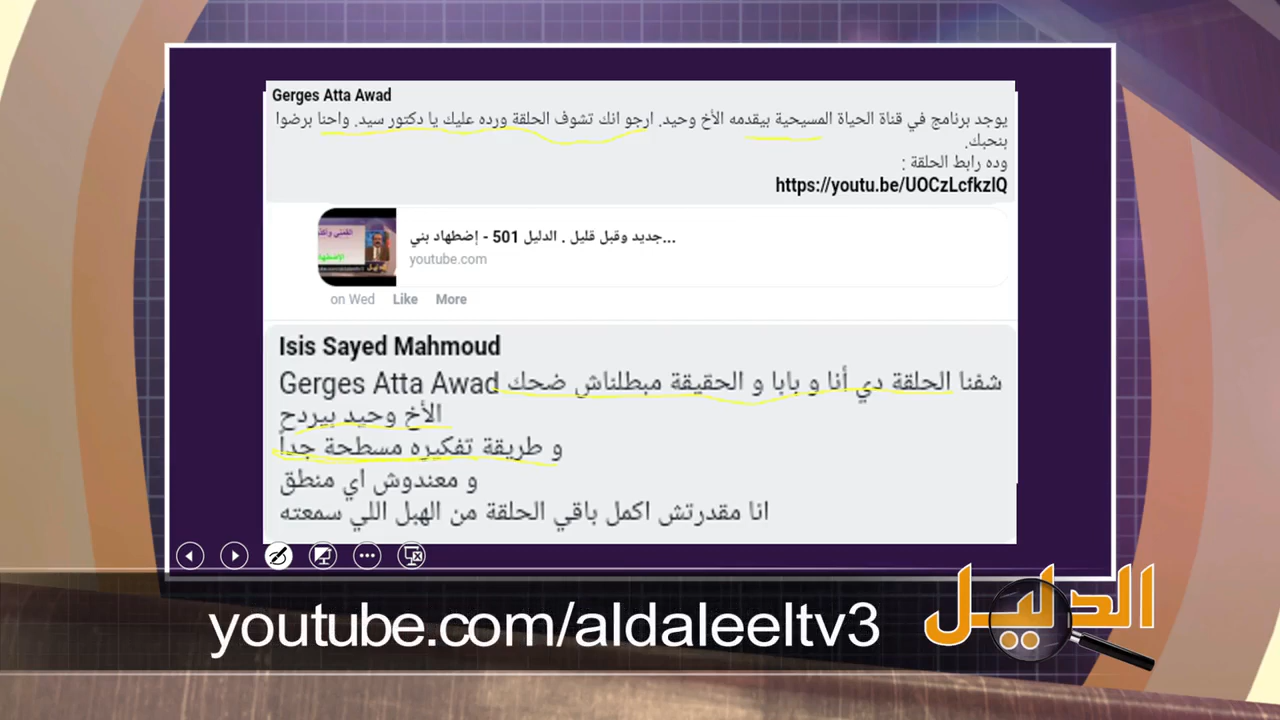 Gerges Atta Awad
يوجد برنامج في قناة الحياة المسيحية بيقدمه الأخ وحيد. ارجو انك تشوف الحلقة ورده عليك يا دكتور سيد. واحنا برضوا
بنحبك.
وده رابط الحلقة :
https://youtu.be/UOCzLcfkzlQ
جديد وقبل قليل . الدليل 501 - إضطهاد بني...
youtube.com
on Wed Like More
Isis Sayed Mahmoud
Gerges Atta Awad شفنا الحلقة دي أنا و بابا و الحقيقة مبطلناش ضحك
الأخ وحيد بيردح
و طريقة تفكيره مسطحة جداً
و معندوش اي منطق
انا مقدرتش اكمل باقي الحلقة من الهبل اللي سمعته
youtube.com/aldaleeltv3
الدليل